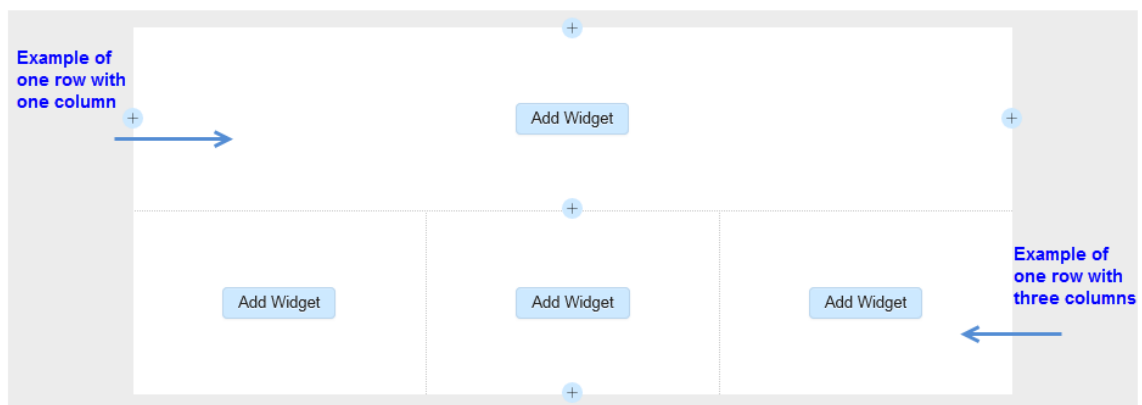 +
Example of
one row with
one column
+
Add Widget
+
+
Example of
one row with
three columns
Add Widget
Add Widget
Add Widget
+